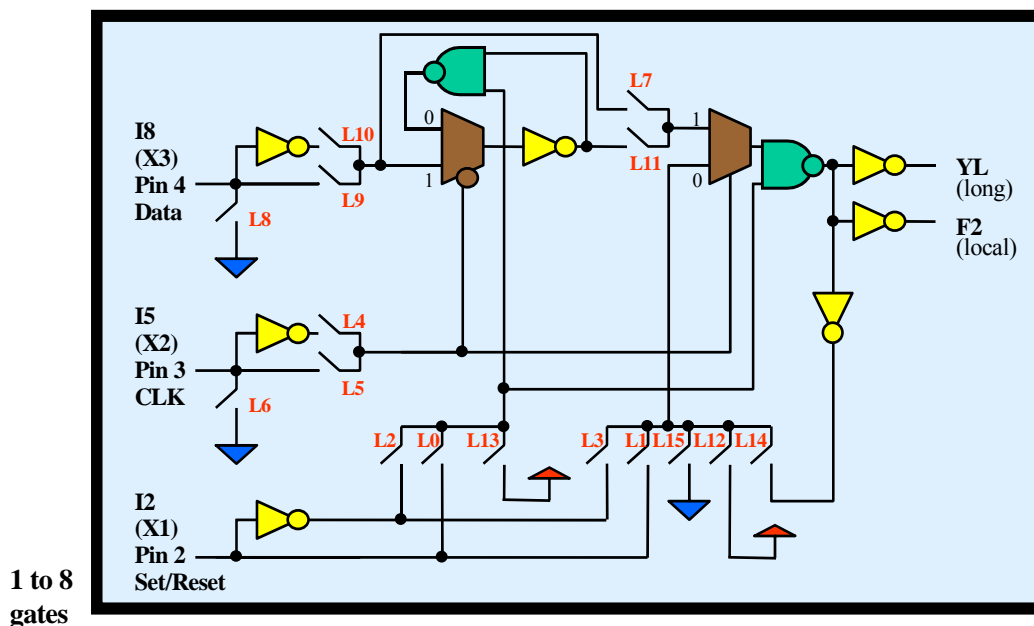 I8
(X3)
Pin 4
Data
L10
L9
L8
0
1
L7
L11
1
0
YL
(long)
F2
(local)
I5
(X2)
Pin 3
CLK
L4
L5
L6
L2 L0 L13 L3 L1 L15 L12 L14
I2
(X1)
Pin 2
Set/Reset
1 to 8
gates